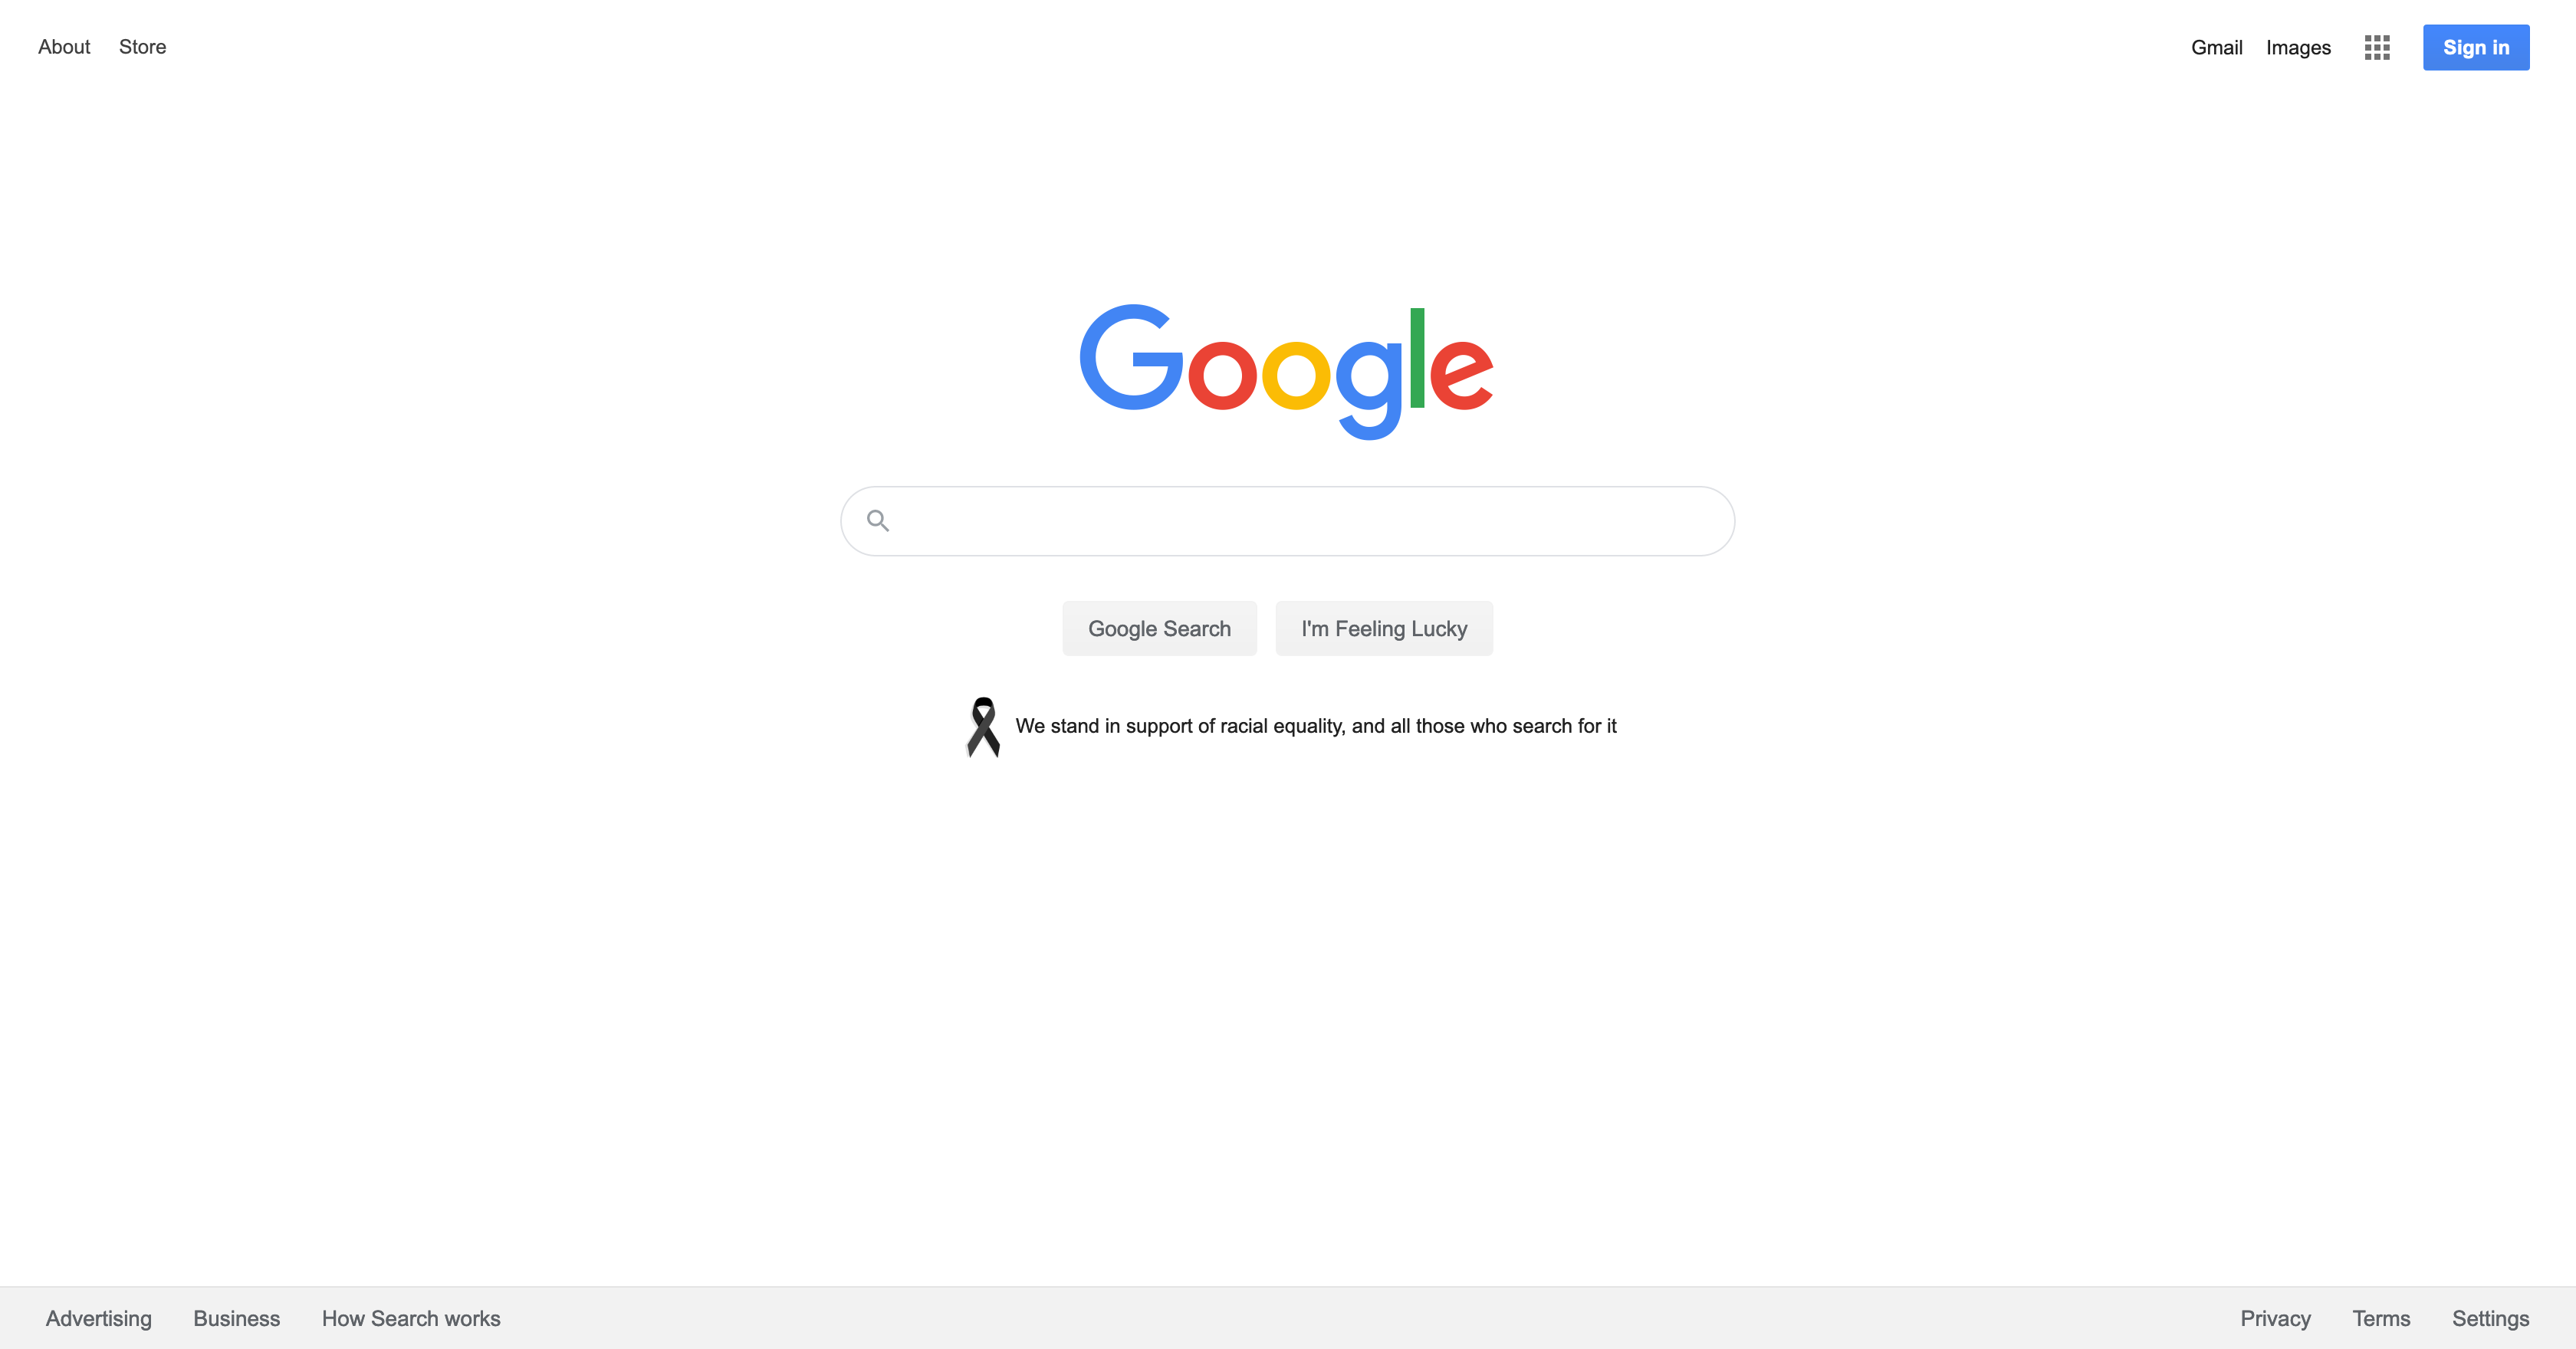 About Store
Gmail Images Sign in
Google
Google Search I'm Feeling Lucky
We stand in support of racial equality, and all those who search for it
Advertising Business How Search works
Privacy Terms Settings